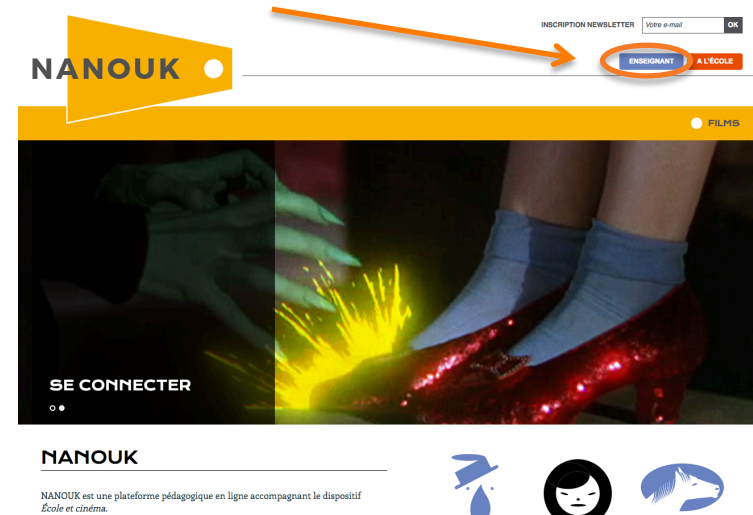 INSCRIPTION NEWSLETTER Votre e-mail OK
NANOUK
ENSEIGNANT A L'ÉCOLE
FILMS
SE CONNECTER
NANOUK
NANOUK est une plateforme pédagogique en ligne accompagnant le dispositif
École et cinéma.